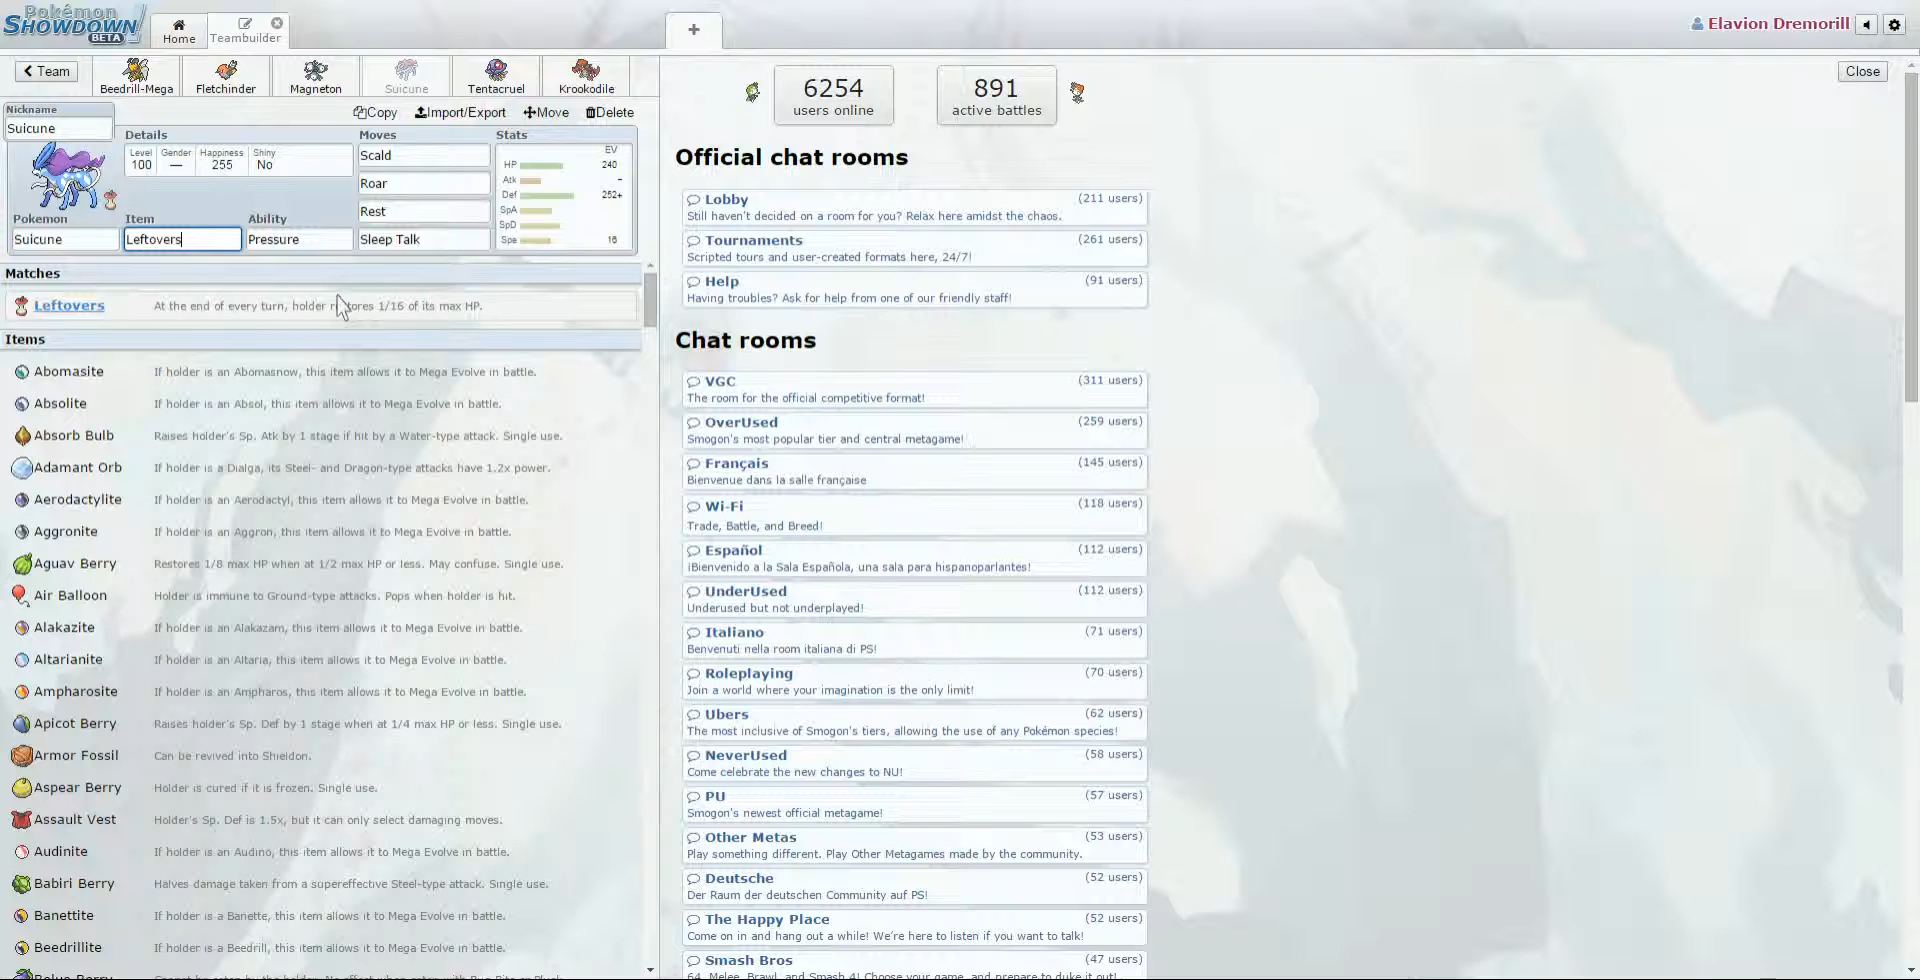 Pokémon
SHOWDOWN
BETA
Home
Teambuilder
+
Elavion Dremorill
Team
Beedrill-Mega
Fletchinder
Magneton
Suicune
Tentacruel
Krookodile
Close
Nickname
Suicune
Copy
Import/Export
Move
Delete
Details
Level
100
Gender
—
Happiness
255
Shiny
No
Moves
Scald
Roar
Rest
Sleep Talk
Stats
EV
HP 240
Atk -
Def 252+
SpA
SpD
Spe 16
Pokemon
Suicune
Item
Leftovers
Ability
Pressure
Matches
Leftovers At the end of every turn, holder restores 1/16 of its max HP.
Items
Abomasite If holder is an Abomasnow, this item allows it to Mega Evolve in battle.
Absolite If holder is an Absol, this item allows it to Mega Evolve in battle.
Absorb Bulb Raises holder's Sp. Atk by 1 stage if hit by a Water-type attack. Single use.
Adamant Orb If holder is a Dialga, its Steel- and Dragon-type attacks have 1.2x power.
Aerodactylite If holder is an Aerodactyl, this item allows it to Mega Evolve in battle.
Aggronite If holder is an Aggron, this item allows it to Mega Evolve in battle.
Aguav Berry Restores 1/8 max HP when at 1/2 max HP or less. May confuse. Single use.
Air Balloon Holder is immune to Ground-type attacks. Pops when holder is hit.
Alakazite If holder is an Alakazam, this item allows it to Mega Evolve in battle.
Altarianite If holder is an Altaria, this item allows it to Mega Evolve in battle.
Ampharosite If holder is an Ampharos, this item allows it to Mega Evolve in battle.
Apicot Berry Raises holder's Sp. Def by 1 stage when at 1/4 max HP or less. Single use.
Armor Fossil Can be revived into Shieldon.
Aspear Berry Holder is cured if it is frozen. Single use.
Assault Vest Holder's Sp. Def is 1.5x, but it can only select damaging moves.
Audinite If holder is an Audino, this item allows it to Mega Evolve in battle.
Babiri Berry Halves damage taken from a supereffective Steel-type attack. Single use.
Banettite If holder is a Banette, this item allows it to Mega Evolve in battle.
Beedrillite If holder is a Beedrill, this item allows it to Mega Evolve in battle.
6254
users online
891
active battles
Official chat rooms
Lobby (211 users)
Still haven't decided on a room for you? Relax here amidst the chaos.
Tournaments (261 users)
Scripted tours and user-created formats here, 24/7!
Help (91 users)
Having troubles? Ask for help from one of our friendly staff!
Chat rooms
VGC (311 users)
The room for the official competitive format!
OverUsed (259 users)
Smogon's most popular tier and central metagame!
Français (145 users)
Bienvenue dans la salle française
Wi-Fi (118 users)
Trade, Battle, and Breed!
Español (112 users)
¡Bienvenido a la Sala Española, una sala para hispanoparlantes!
UnderUsed (112 users)
Underused but not underplayed!
Italiano (71 users)
Benvenuti nella room italiana di PS!
Roleplaying (70 users)
Join a world where your imagination is the only limit!
Ubers (62 users)
The most inclusive of Smogon's tiers, allowing the use of any Pokémon species!
NeverUsed (58 users)
Come celebrate the new changes to NU!
PU (57 users)
Smogon's newest official metagame!
Other Metas (53 users)
Play something different. Play Other Metagames made by the community.
Deutsche (52 users)
Der Raum der deutschen Community auf PS!
The Happy Place (52 users)
Come on in and hang out a while! We're here to listen if you want to talk!
Smash Bros (47 users)
64, Melee, Brawl, and Smash 4! Choose your game, and prepare to duke it out!